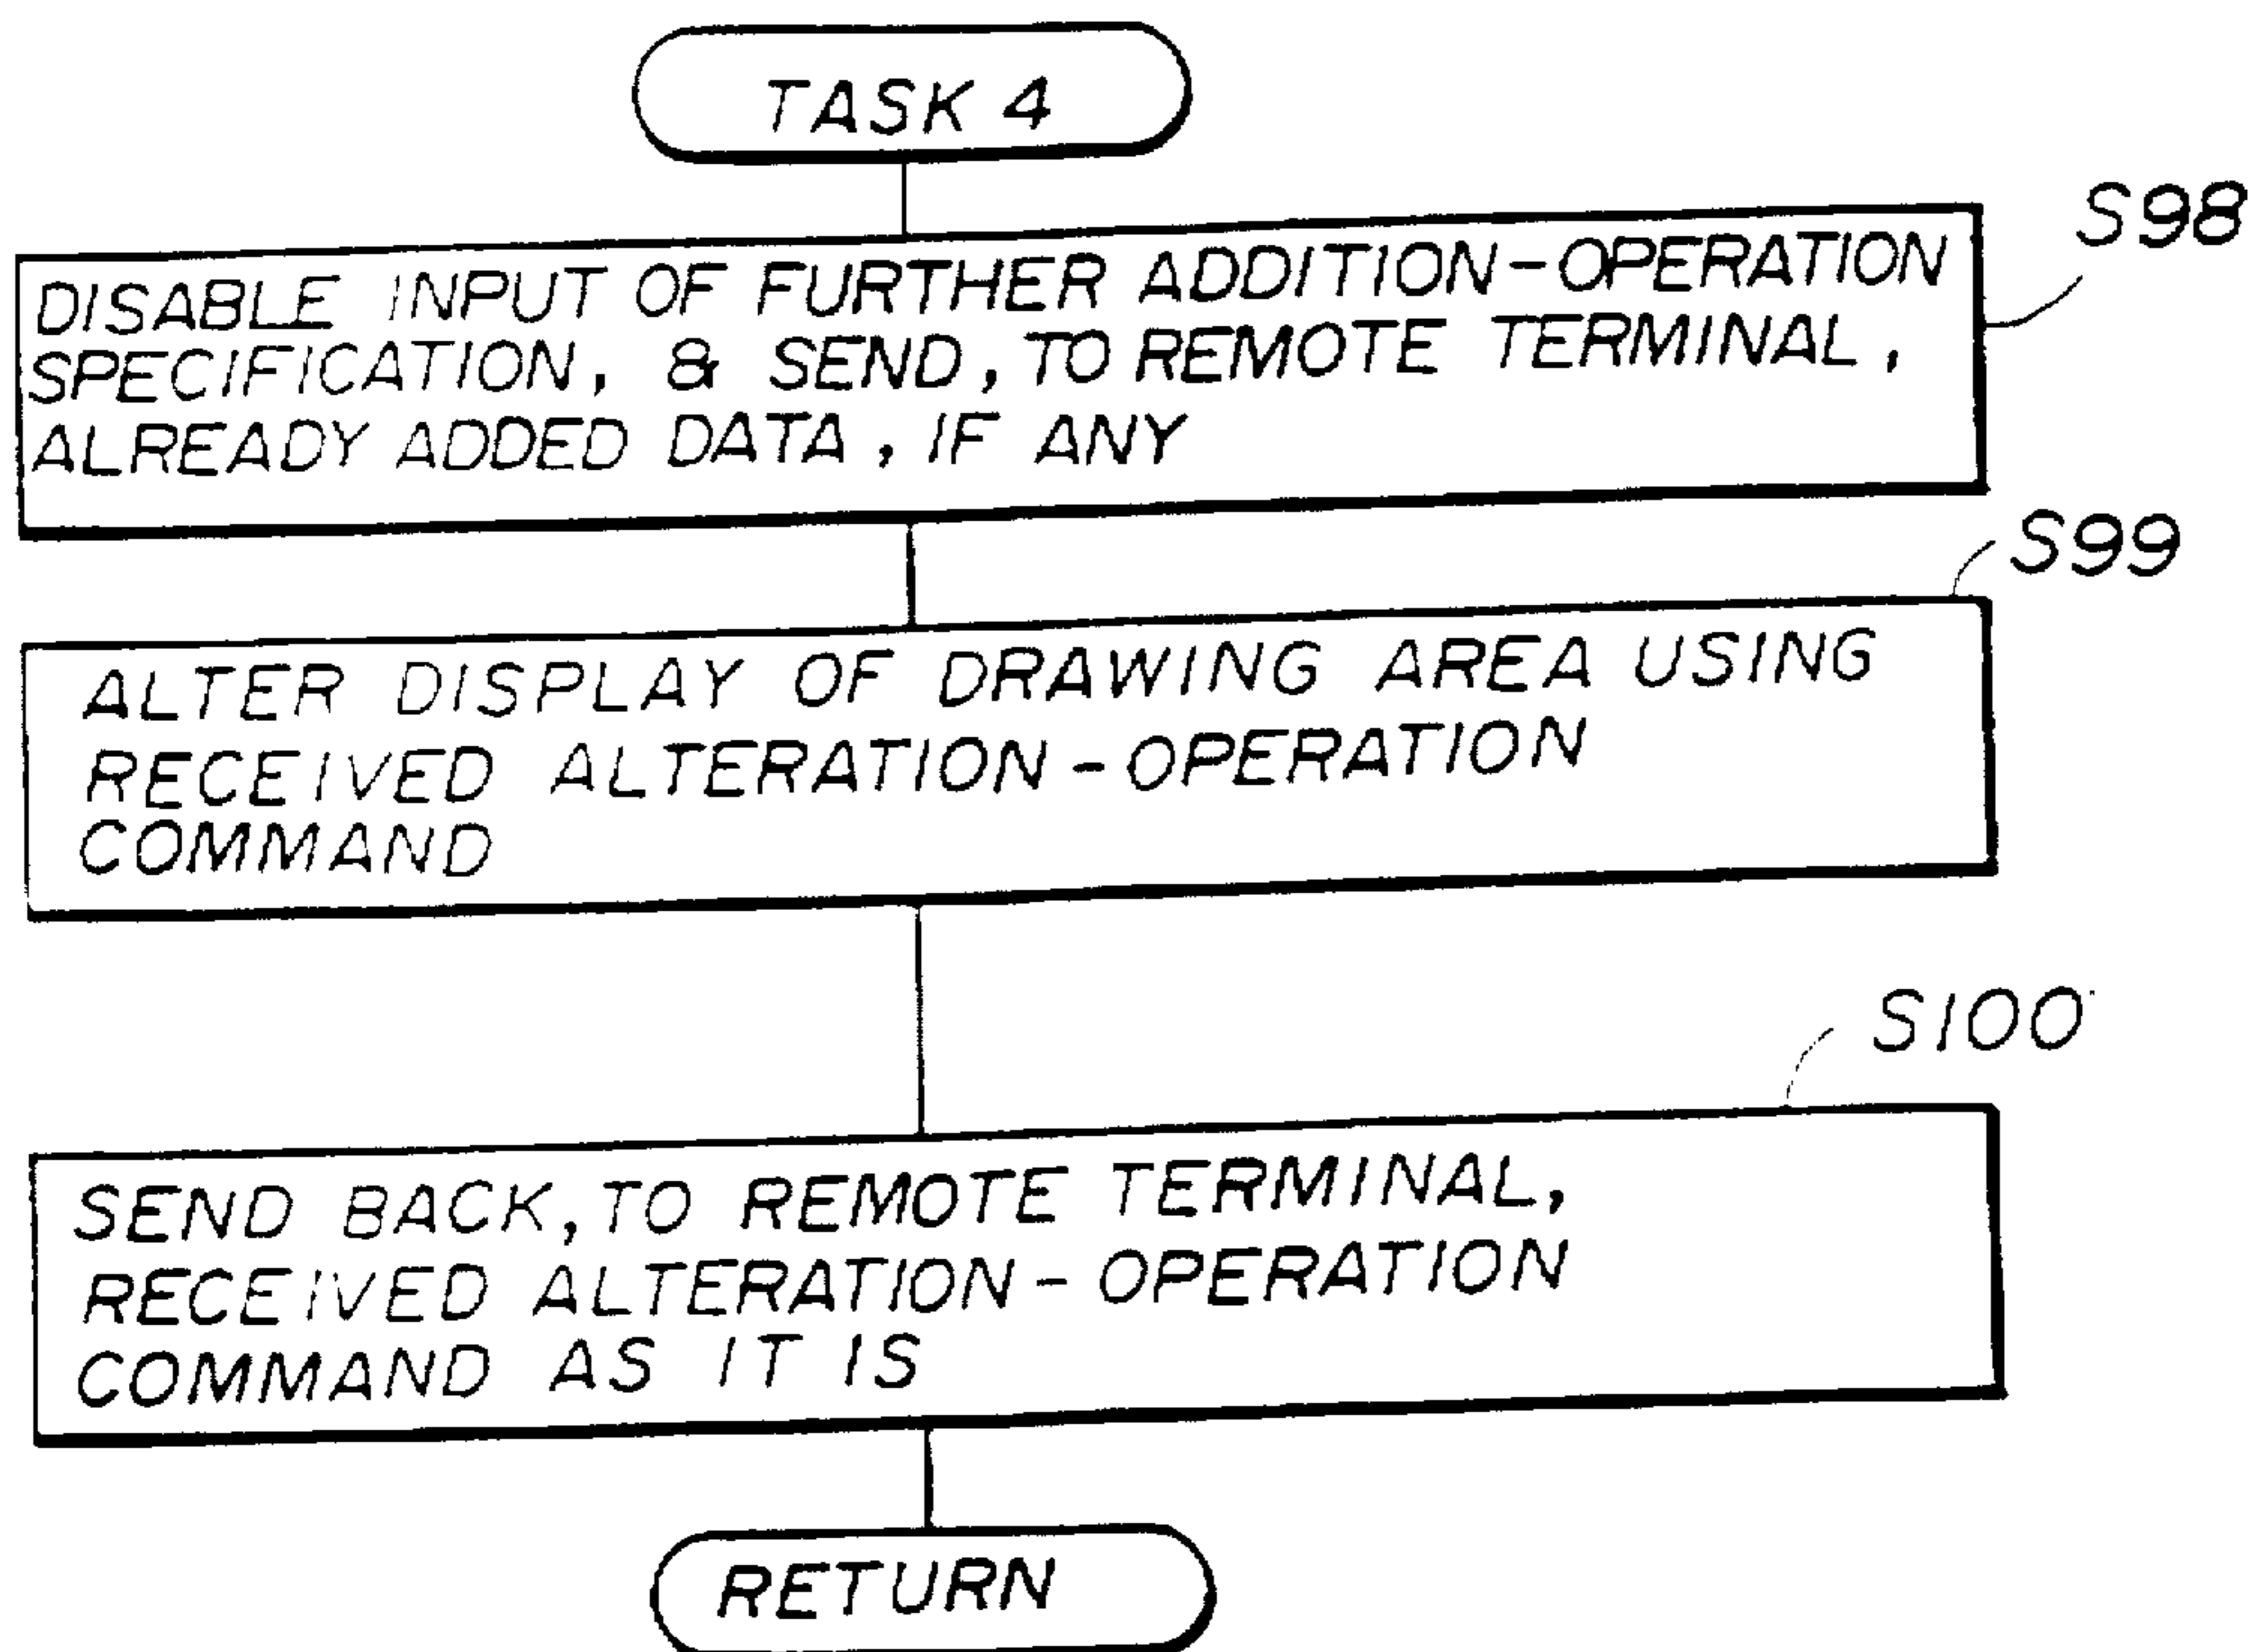 TASK 4
S98
DISABLE INPUT OF FURTHER ADDITION-OPERATION
SPECIFICATION, & SEND, TO REMOTE TERMINAL,
ALREADY ADDED DATA, IF ANY
S99
ALTER DISPLAY OF DRAWING AREA USING
RECEIVED ALTERATION-OPERATION
COMMAND
S100
SEND BACK, TO REMOTE TERMINAL,
RECEIVED ALTERATION-OPERATION
COMMAND AS IT IS
RETURN